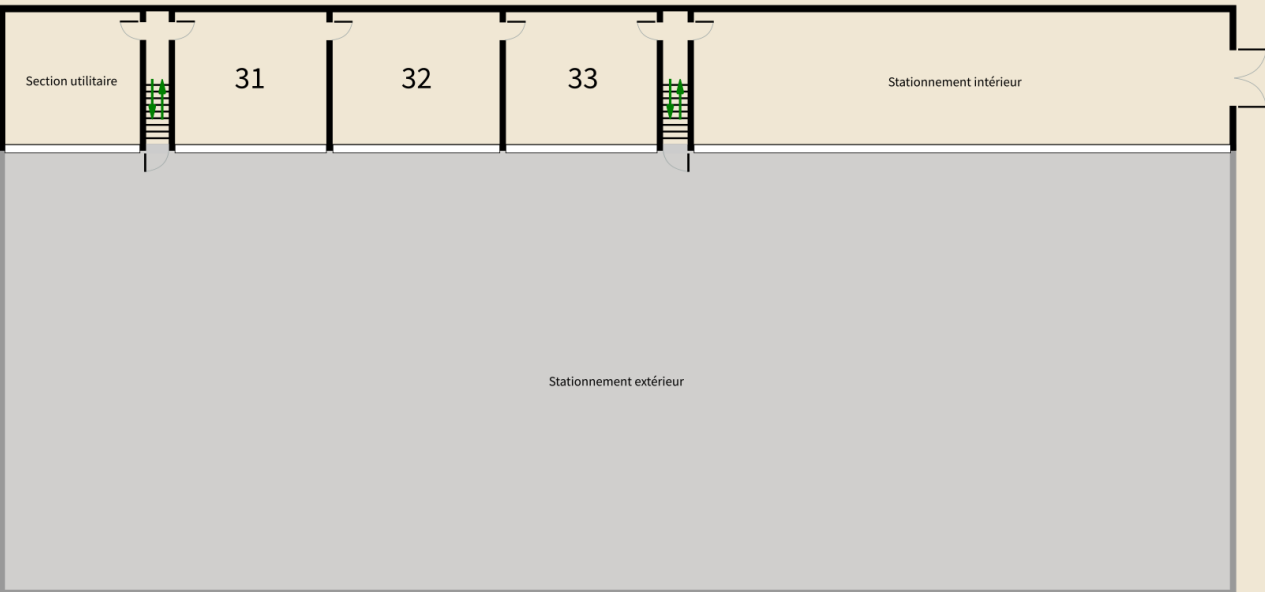 Section utilitaire
31
32
33
Stationnement intérieur
Stationnement extérieur